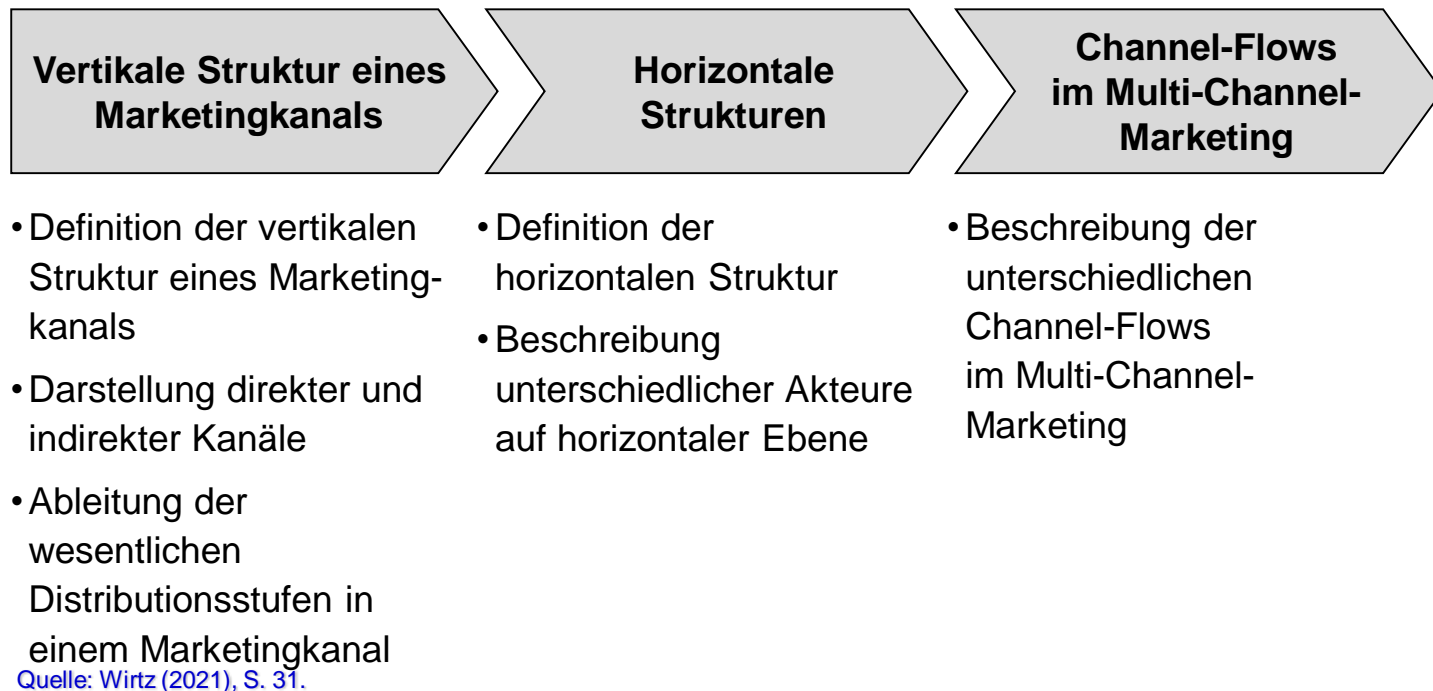 Vertikale Struktur eines
Marketingkanals
Horizontale
Strukturen
Channel-Flows
im Multi-Channel-
Marketing
•Definition der vertikalen
Struktur eines Marketing-
kanals
•Darstellung direkter und
indirekter Kanäle
•Ableitung der
wesentlichen
Distributionsstufen in
einem Marketingkanal
•Definition der
horizontalen Struktur
•Beschreibung
unterschiedlicher Akteure
auf horizontaler Ebene
•Beschreibung der
unterschiedlichen
Channel-Flows
im Multi-Channel-
Marketing
Quelle: Wirtz (2021), S. 31.